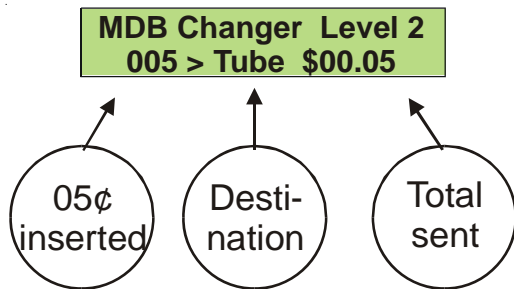 MDB Changer Level 2
005 > Tube $00.05
05¢
inserted
Desti-
nation
Total
sent